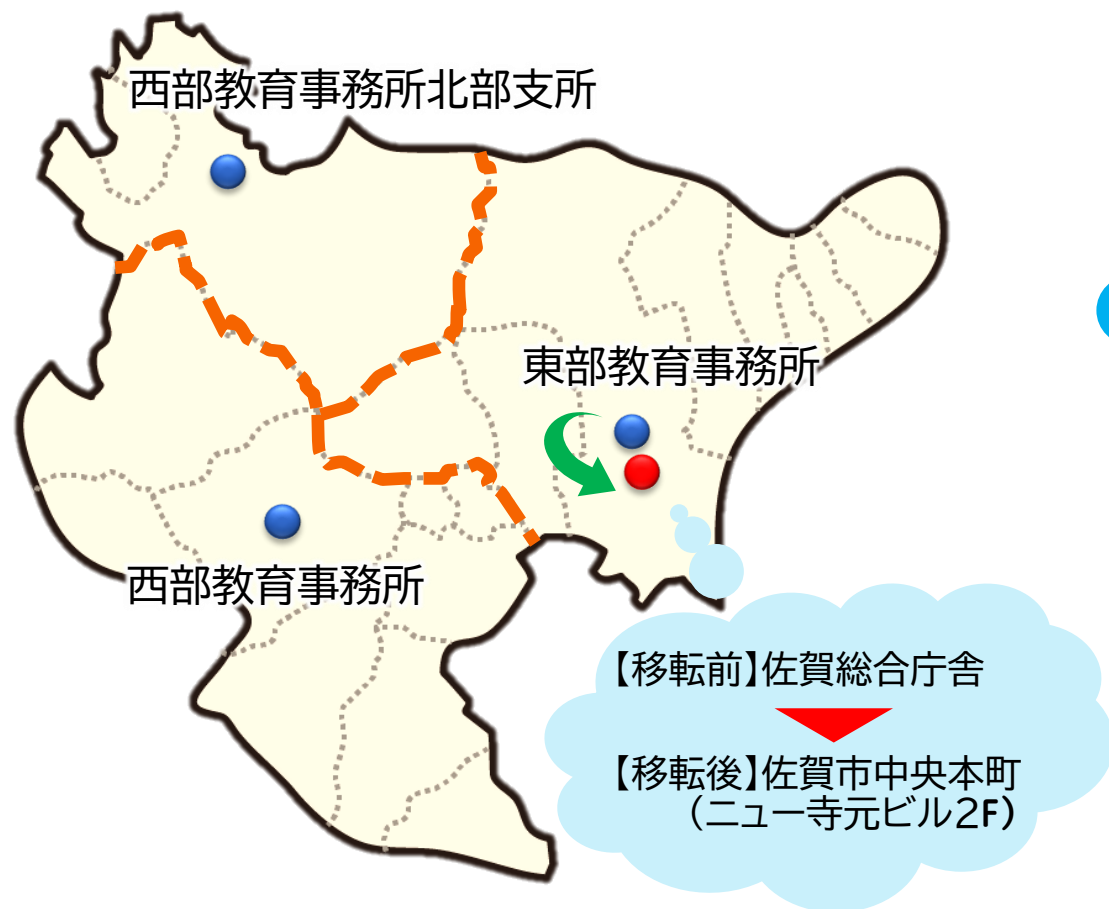 西部教育事務所北部支所
東部教育事務所
西部教育事務所
【移転前】佐賀総合庁舎
【移転後】佐賀市中央本町
（ニュー寺元ビル2F）